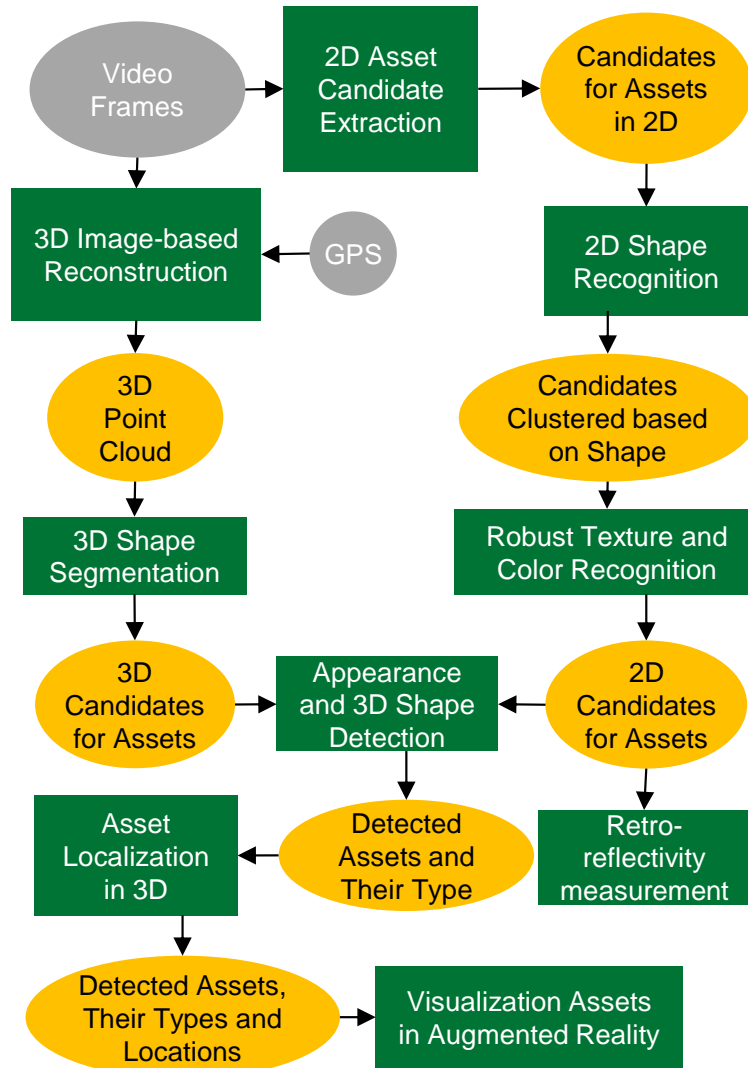 Video
Frames
2D Asset
Candidate
Extraction
Candidates
for Assets
in 2D
3D Image-based
Reconstruction
GPS
2D Shape
Recognition
3D
Point
Cloud
Candidates
Clustered based
on Shape
3D Shape
Segmentation
Robust Texture and
Color Recognition
3D
Candidates
for Assets
Appearance
and 3D Shape
Detection
2D
Candidates
for Assets
Asset
Localization
in 3D
Detected
Assets and
Their Type
Retro-
reflectivity
measurement
Detected Assets,
Their Types and
Locations
Visualization Assets
in Augmented Reality